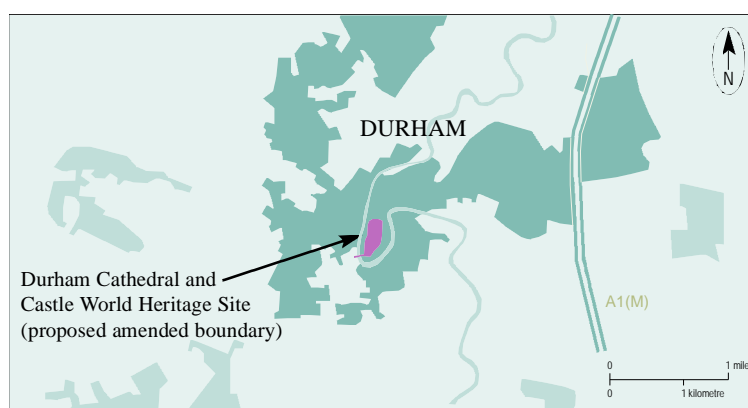 N
DURHAM
Durham Cathedral and
Castle World Heritage Site
(proposed amended boundary)
A1(M)
0 1 mile
0 1 kilometre